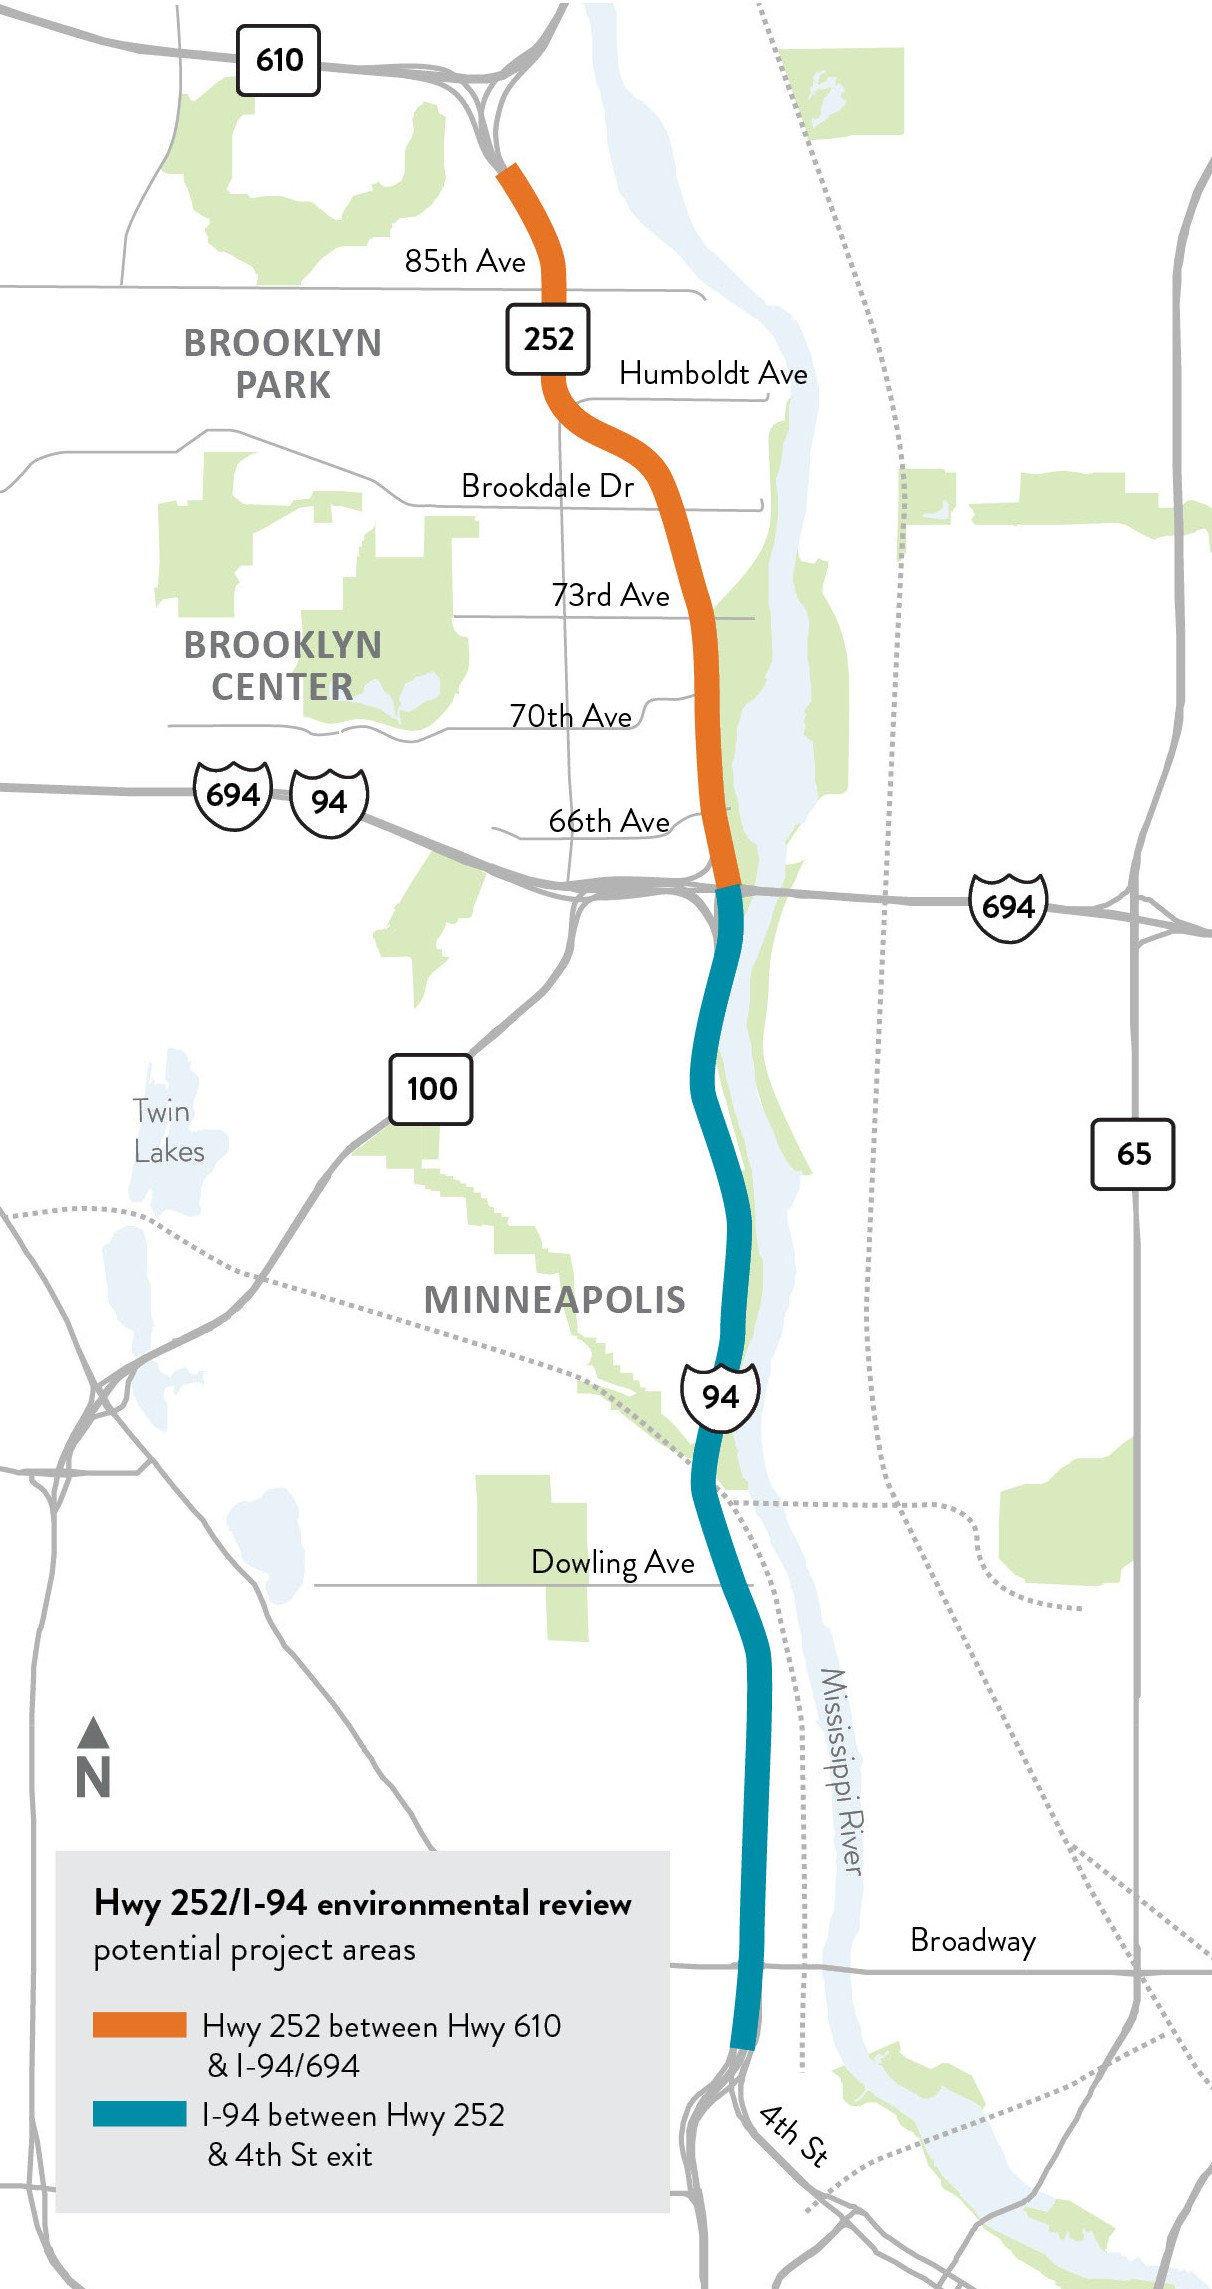 610
85th Ave
252
BROOKLYN
PARK
Humboldt Ave
Brookdale Dr
73rd Ave
BROOKLYN
CENTER
70th Ave
694
94
66th Ave
694
100
Twin
Lakes
65
MINNEAPOLIS
94
Dowling Ave
Mississippi River
N
Hwy 252/I-94 environmental review
potential project areas
Hwy 252 between Hwy 610
& I-94/694
I-94 between Hwy 252
& 4th St exit
Broadway
4th St